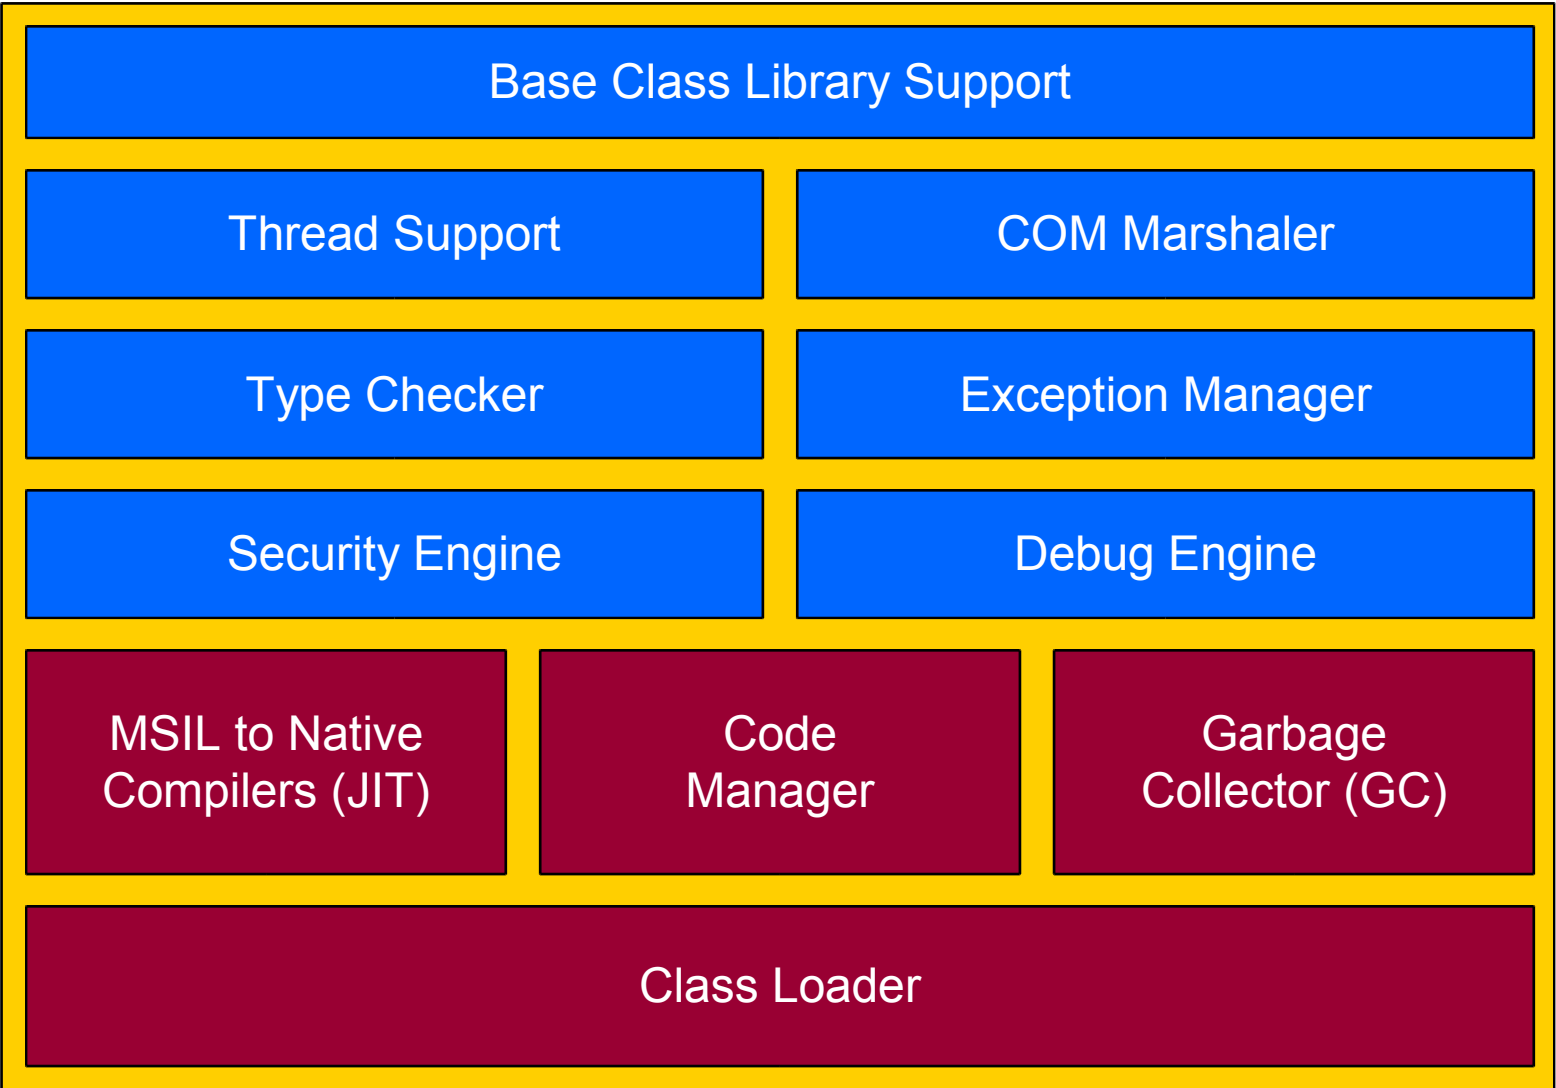 Base Class Library Support
Thread Support
COM Marshaler
Type Checker
Exception Manager
Security Engine
Debug Engine
MSIL to Native
Compilers (JIT)
Code
Manager
Garbage
Collector (GC)
Class Loader